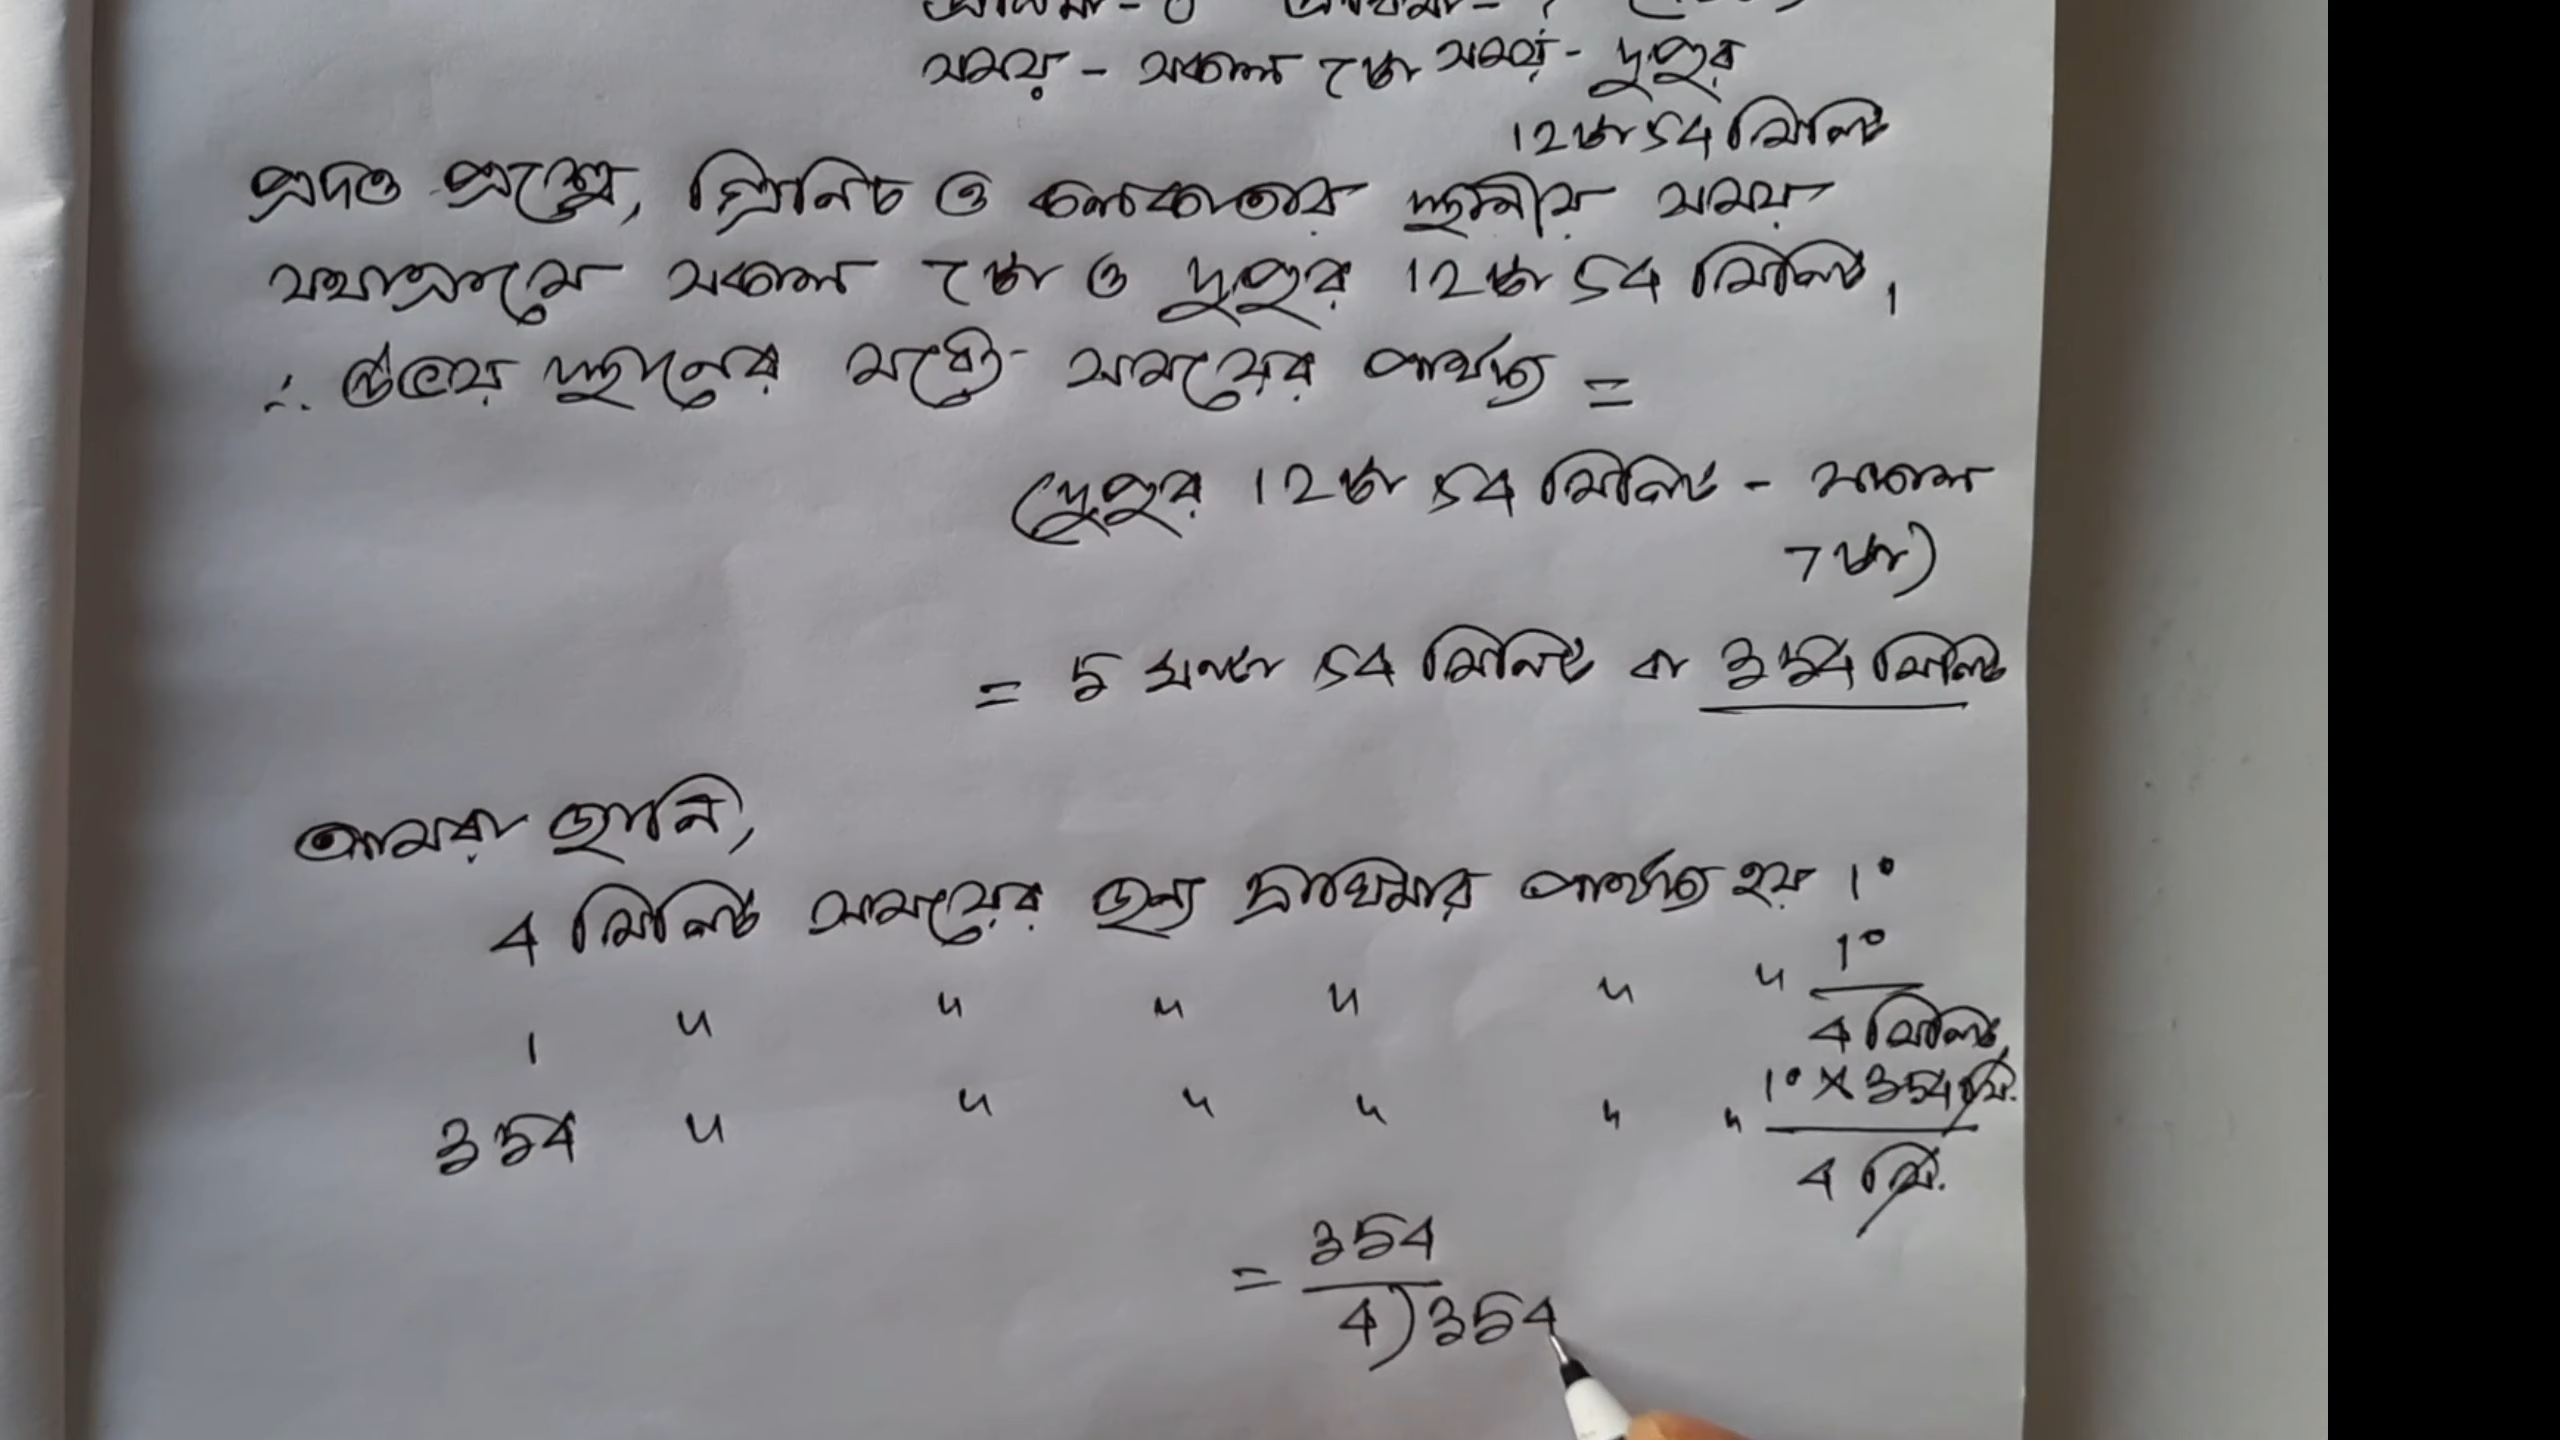 দ্রাঘিমা - 0 দ্রাঘিমা - ?
সময় - সকাল 7টা সময় - দুপুর
12টা 54 মিনিট
প্রদত্ত প্রশ্নে, গ্রিনিচ ও কলকাতার স্থানীয় সময়
যথাক্রমে সকাল 7টা ও দুপুর 12টা 54 মিনিট,
∴ উভয় স্থানের মধ্যে সময়ের পার্থক্য =
(দুপুর 12টা 54 মিনিট - সকাল
7টা)
= 5 ঘন্টা 54 মিনিট বা 354 মিনিট
আমরা জানি,
4 মিনিট সময়ের জন্য দ্রাঘিমার পার্থক্য হয় 1°
1 " " " " " " 1°/4 মিনিট
354 " " " " " " 1° X 354 মি./4 মি.
= 354/4) 354